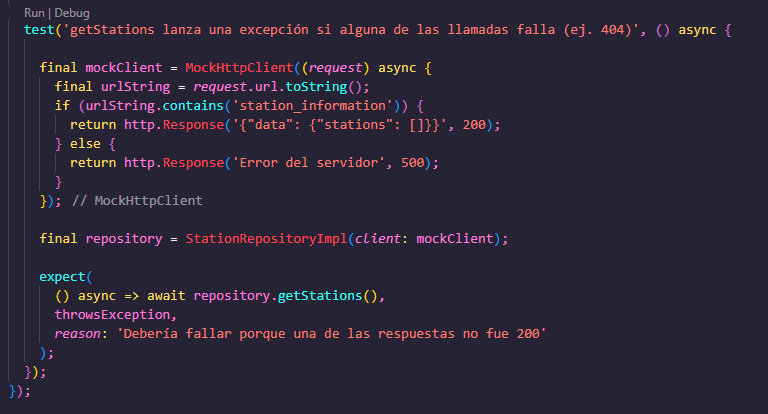 Run | Debug
test('getStations lanza una excepción si alguna de las llamadas falla (ej. 404)', () async {
final mockClient = MockHttpClient((request) async {
final urlString = request.url.toString();
if (urlString.contains('station_information')) {
return http.Response('{"data": {"stations": []}}', 200);
} else {
return http.Response('Error del servidor', 500);
}
}); // MockHttpClient
final repository = StationRepositoryImpl(client: mockClient);
expect(
() async => await repository.getStations(),
throwsException,
reason: 'Debería fallar porque una de las respuestas no fue 200'
);
});
});